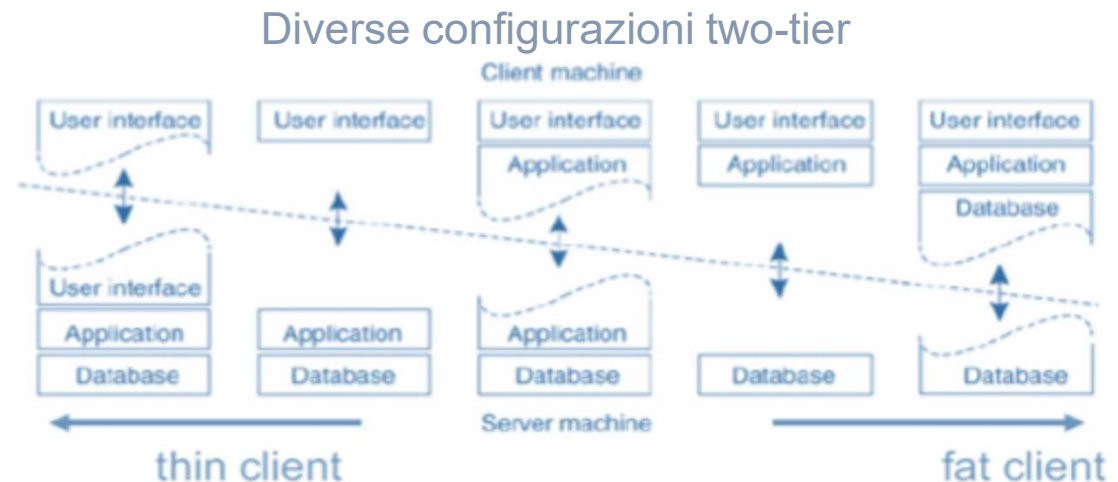 Diverse configurazioni two-tier
Client machine
User interface User interface User interface User interface User interface
Application Application Application
Database
User interface
Application Application Application
Database Database Database Database Database
Server machine
thin client fat client